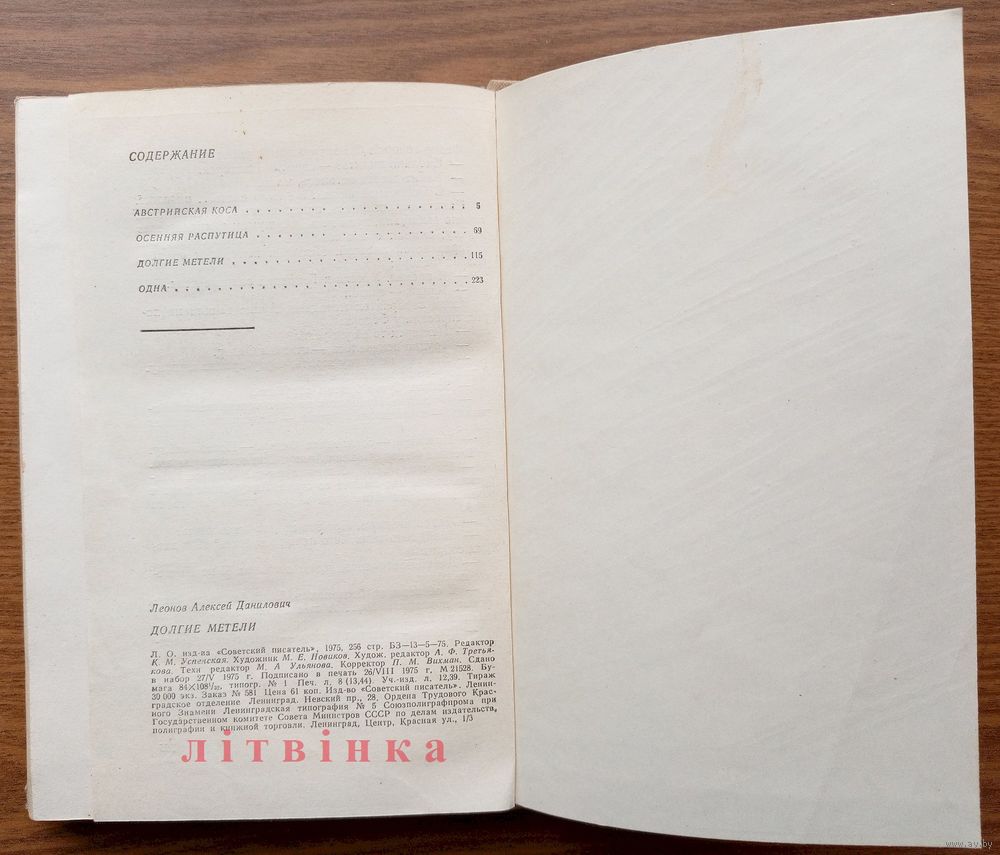 СОДЕРЖАНИЕ
АВСТРИЙСКАЯ КОСА . . . . . . . . . . . . . . . . . . . . 5
ОСЕННЯЯ РАСПУТИЦА . . . . . . . . . . . . . . . . . . . 69
ДОЛГИЕ МЕТЕЛИ . . . . . . . . . . . . . . . . . . . . . 115
ОДНА . . . . . . . . . . . . . . . . . . . . . . . . . . 223
Леонов Алексей Данилович
ДОЛГИЕ МЕТЕЛИ
Л. О. изд-ва «Советский писатель», 1975, 256 стр. БЗ—13—5—75. Редактор
К. М. Успенская. Художник М. Е. Новиков. Худож. редактор А. Ф. Третья-
кова. Техн редактор М. А Ульянова. Корректор П. М. Вихман. Сдано
в набор 27/V 1975 г. Подписано в печать 26/VIII 1975 г. М 21528. Бу-
мага 84×108¹/₃₂, типогр. № 1 Печ. л. 8 (13,44). Уч.-изд. л. 12,39. Тираж
30 000 экз. Заказ № 581 Цена 61 коп. Изд-во «Советский писатель». Ленин-
градское отделение Ленинград. Невский пр., 28. Ордена Трудового Крас-
ного Знамени Ленинградская типография № 5 Союзполиграфпрома при
Государственном комитете Совета Министров СССР по делам издательств,
полиграфии и книжной торговли. Ленинград, Центр, Красная ул., 1/3
літвінка
www.av.by